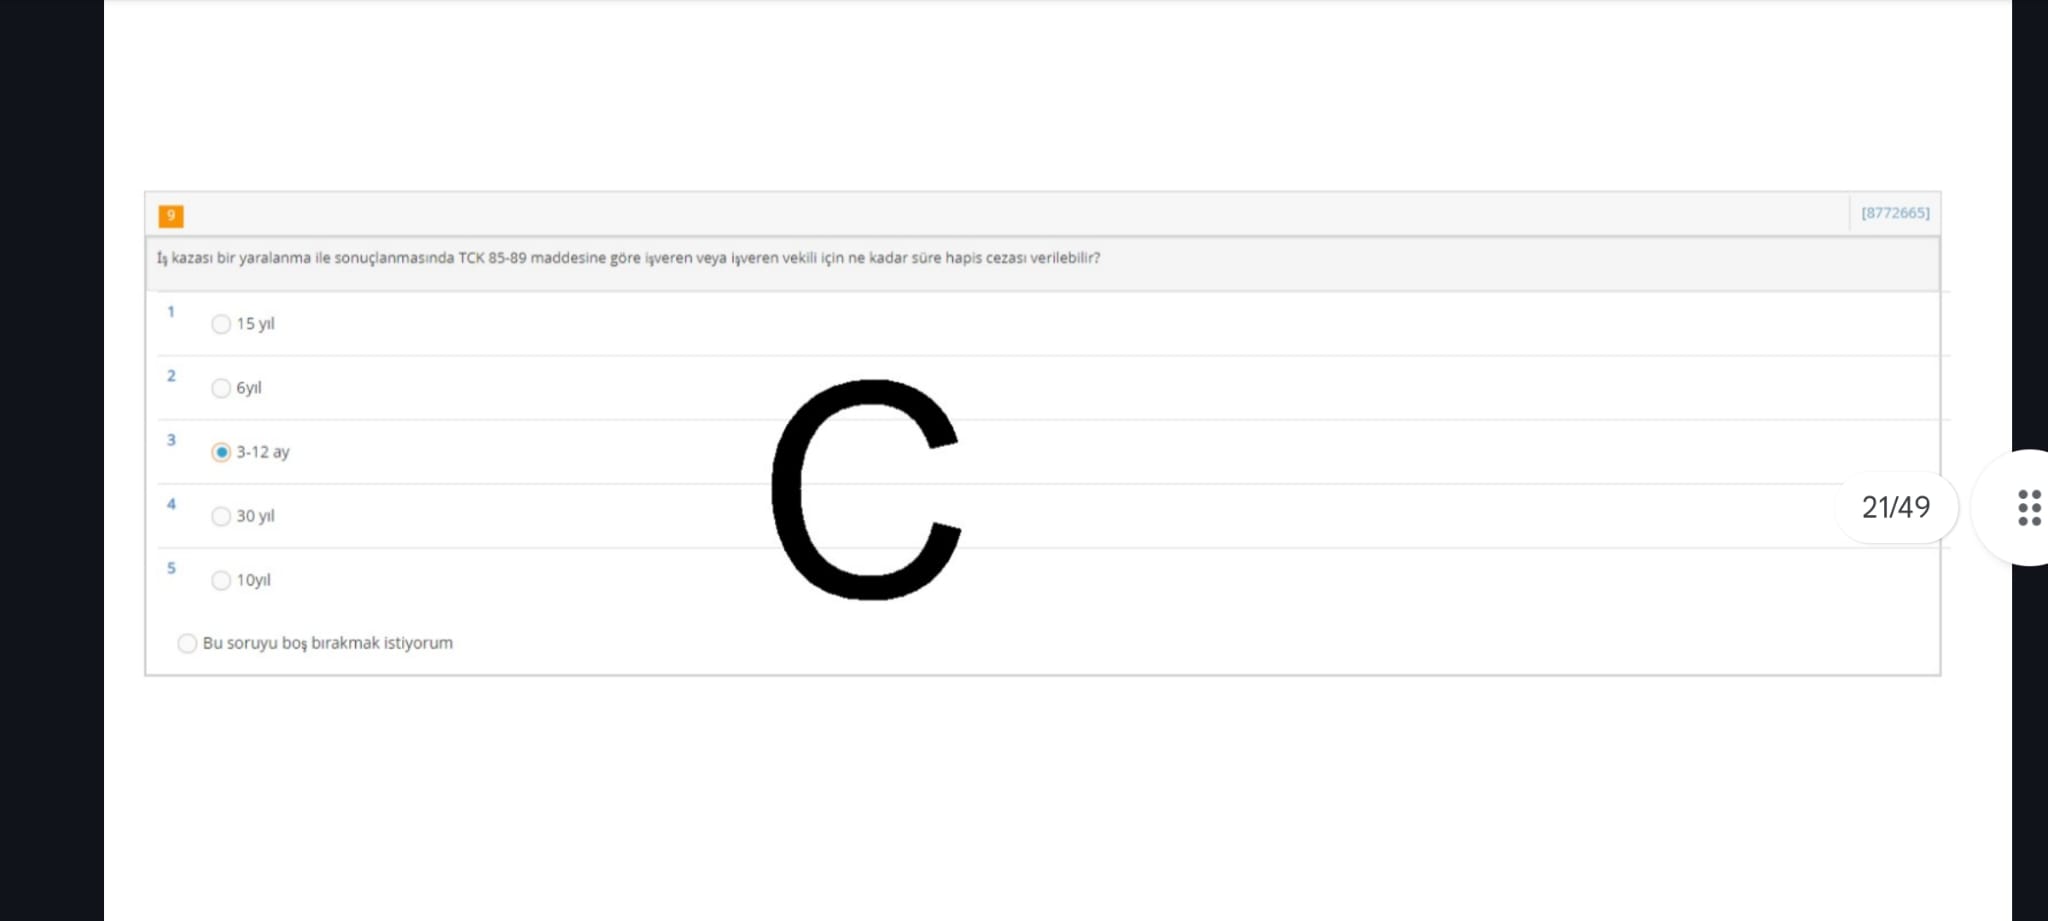 9
[8772665]
İş kazası bir yaralanma ile sonuçlanmasında TCK 85-89 maddesine göre işveren veya işveren vekili için ne kadar süre hapis cezası verilebilir?
1
15 yıl
2
6yıl
3
3-12 ay
4
30 yıl
5
10yıl
Bu soruyu boş bırakmak istiyorum
C
21/49